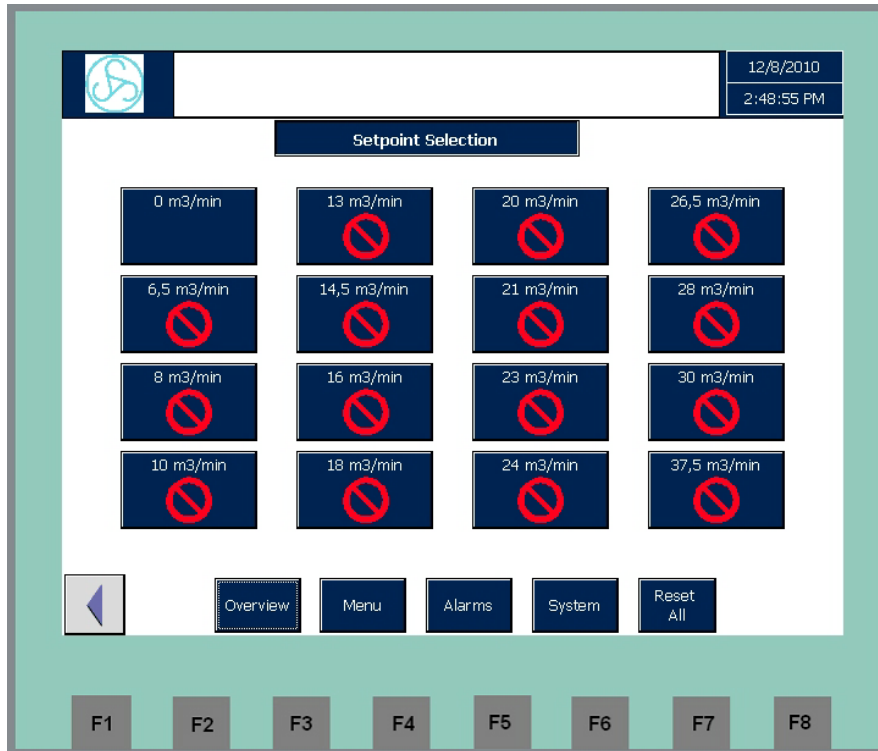 12/8/2010
2:48:55 PM
Setpoint Selection
0 m3/min 13 m3/min 20 m3/min 26,5 m3/min
6,5 m3/min 14,5 m3/min 21 m3/min 28 m3/min
8 m3/min 16 m3/min 23 m3/min 30 m3/min
10 m3/min 18 m3/min 24 m3/min 37,5 m3/min
Overview Menu Alarms System Reset
All
F1 F2 F3 F4 F5 F6 F7 F8